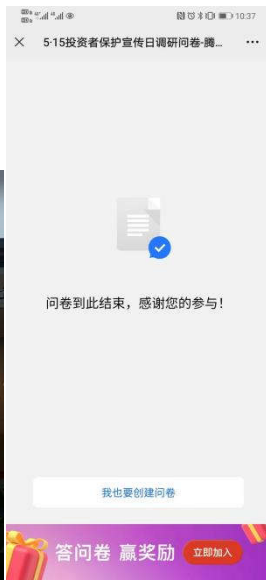 10:37
5·15投资者保护宣传日调研问卷-腾...
问卷到此结束，感谢您的参与！
我也要创建问卷
答问卷 赢奖励 立即加入